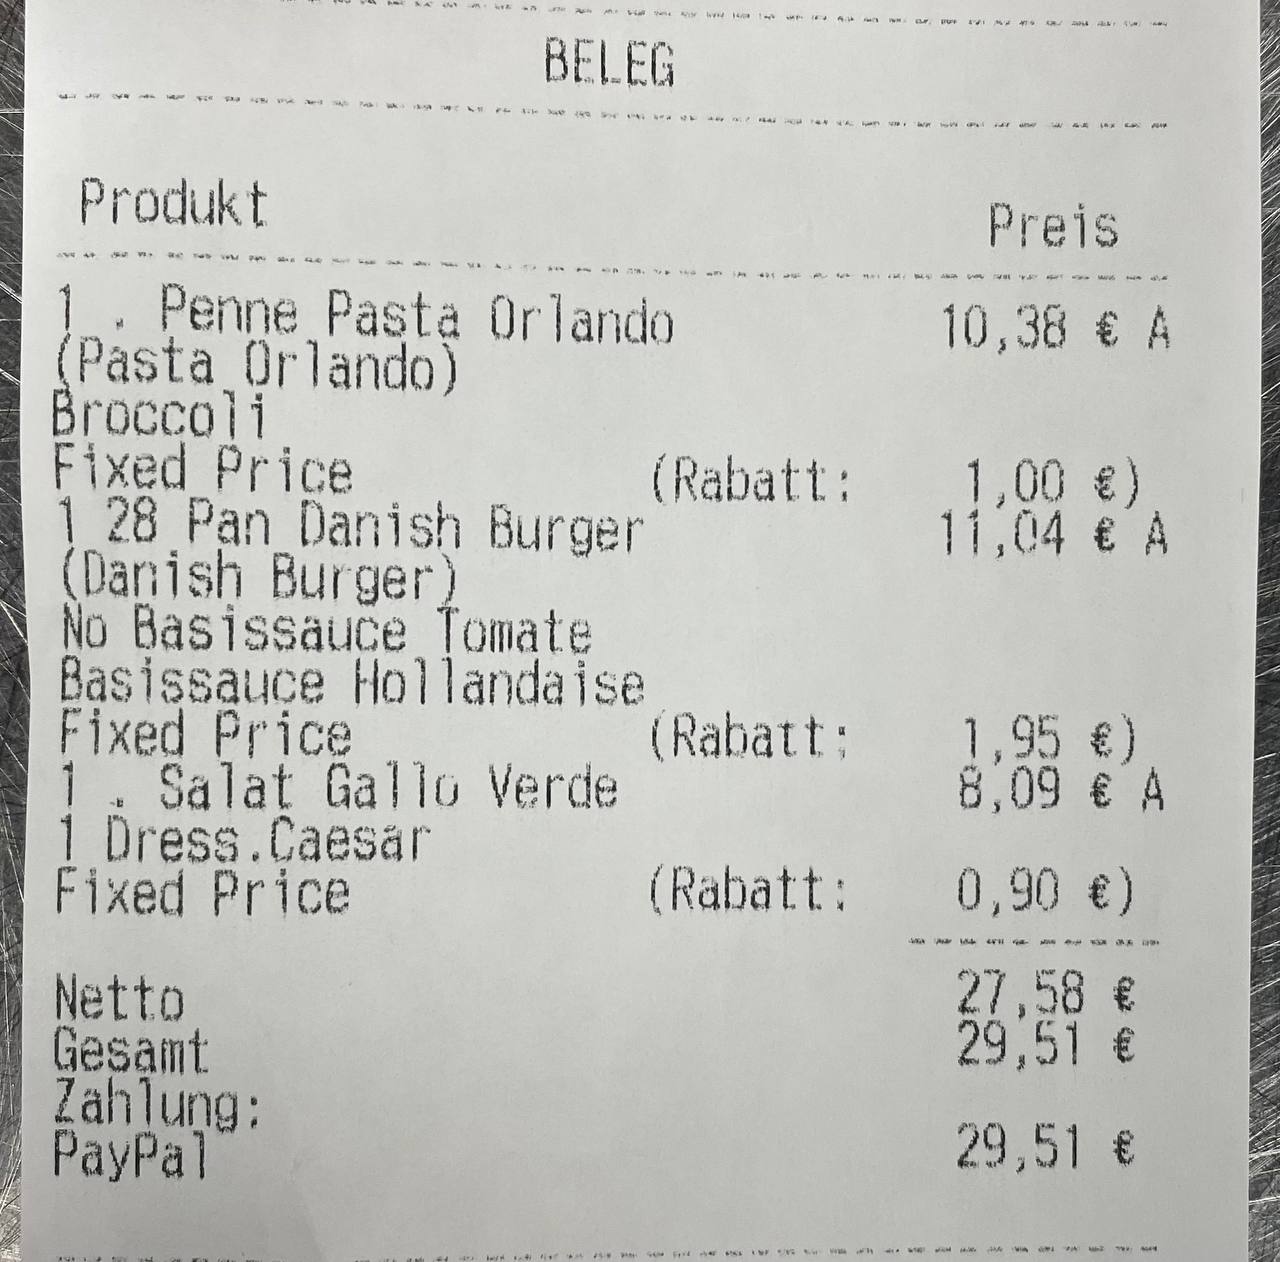 BELEG
Produkt Preis
1 . Penne Pasta Orlando 10,38 € A
(Pasta Orlando)
Broccoli
Fixed Price (Rabatt: 1,00 €)
1 28 Pan Danish Burger 11,04 € A
(Danish Burger)
No Basissauce Tomate
Basissauce Hollandaise
Fixed Price (Rabatt: 1,95 €)
1 . Salat Gallo Verde 8,09 € A
1 Dress.Caesar
Fixed Price (Rabatt: 0,90 €)
Netto 27,58 €
Gesamt 29,51 €
Zahlung:
PayPal 29,51 €